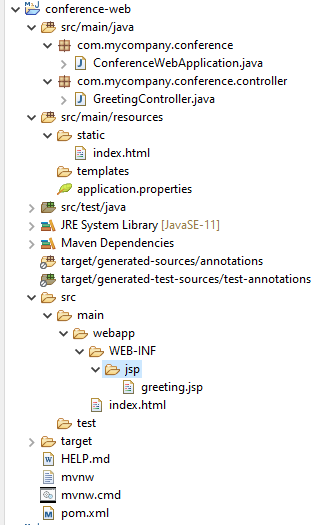 conference-web
src/main/java
com.mycompany.conference
ConferenceWebApplication.java
com.mycompany.conference.controller
GreetingController.java
src/main/resources
static
index.html
templates
application.properties
src/test/java
JRE System Library [JavaSE-11]
Maven Dependencies
target/generated-sources/annotations
target/generated-test-sources/test-annotations
src
main
webapp
WEB-INF
jsp
greeting.jsp
index.html
test
target
HELP.md
mvnw
mvnw.cmd
pom.xml